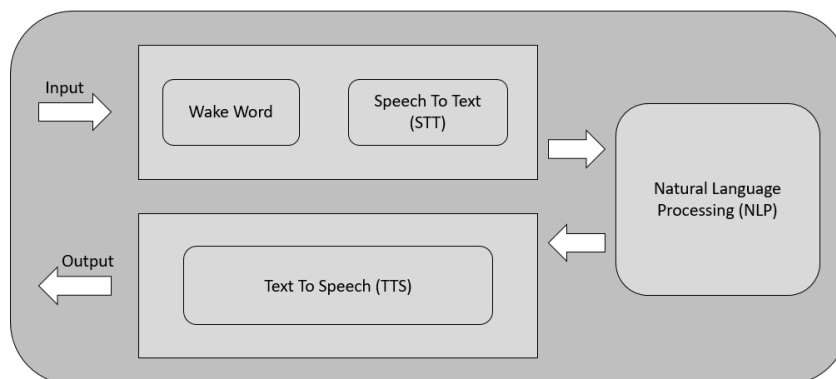 Input
Wake Word
Speech To Text
(STT)
Natural Language
Processing (NLP)
Output
Text To Speech (TTS)